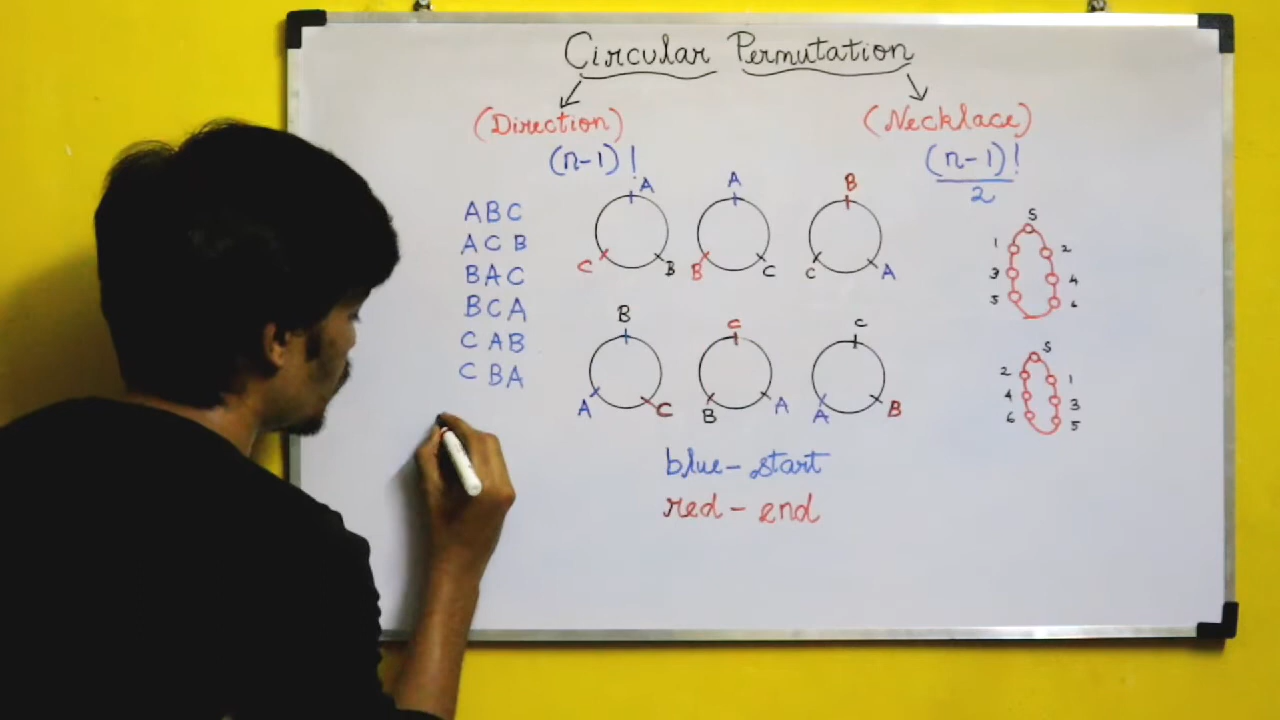 Circular Permutation
(Direction)
(n-1)!
(Necklace)
(n-1)!
2
ABC
ACB
BAC
BCA
CAB
CBA
A
C
B
A
B
C
B
C
A
B
A
C
C
B
A
C
A
B
blue - start
red - end
S
1
2
3
4
5
6
S
2
1
4
3
6
5